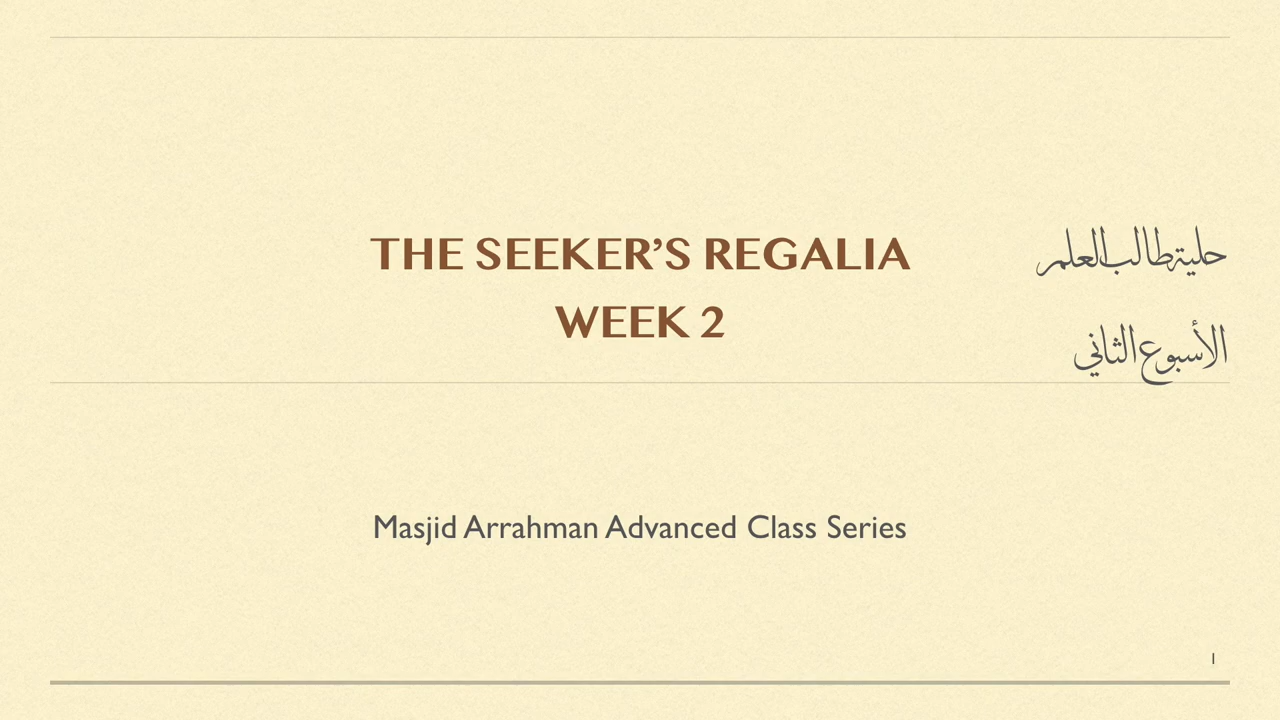 THE SEEKER’S REGALIA
WEEK 2
حلية طالب العلم
الأسبوع الثاني
Masjid Arrahman Advanced Class Series
1